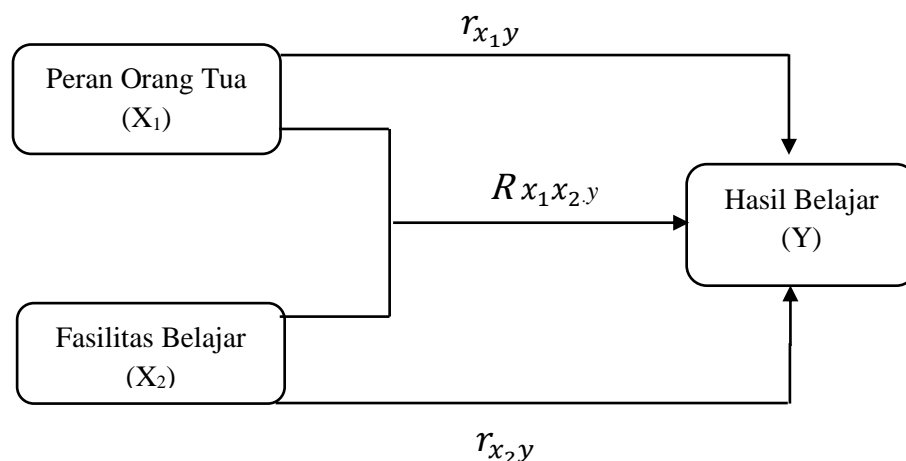 r_{x_1y}
Peran Orang Tua
(X₁)
R x₁x₂.y
Hasil Belajar
(Y)
Fasilitas Belajar
(X₂)
r_{x_2y}